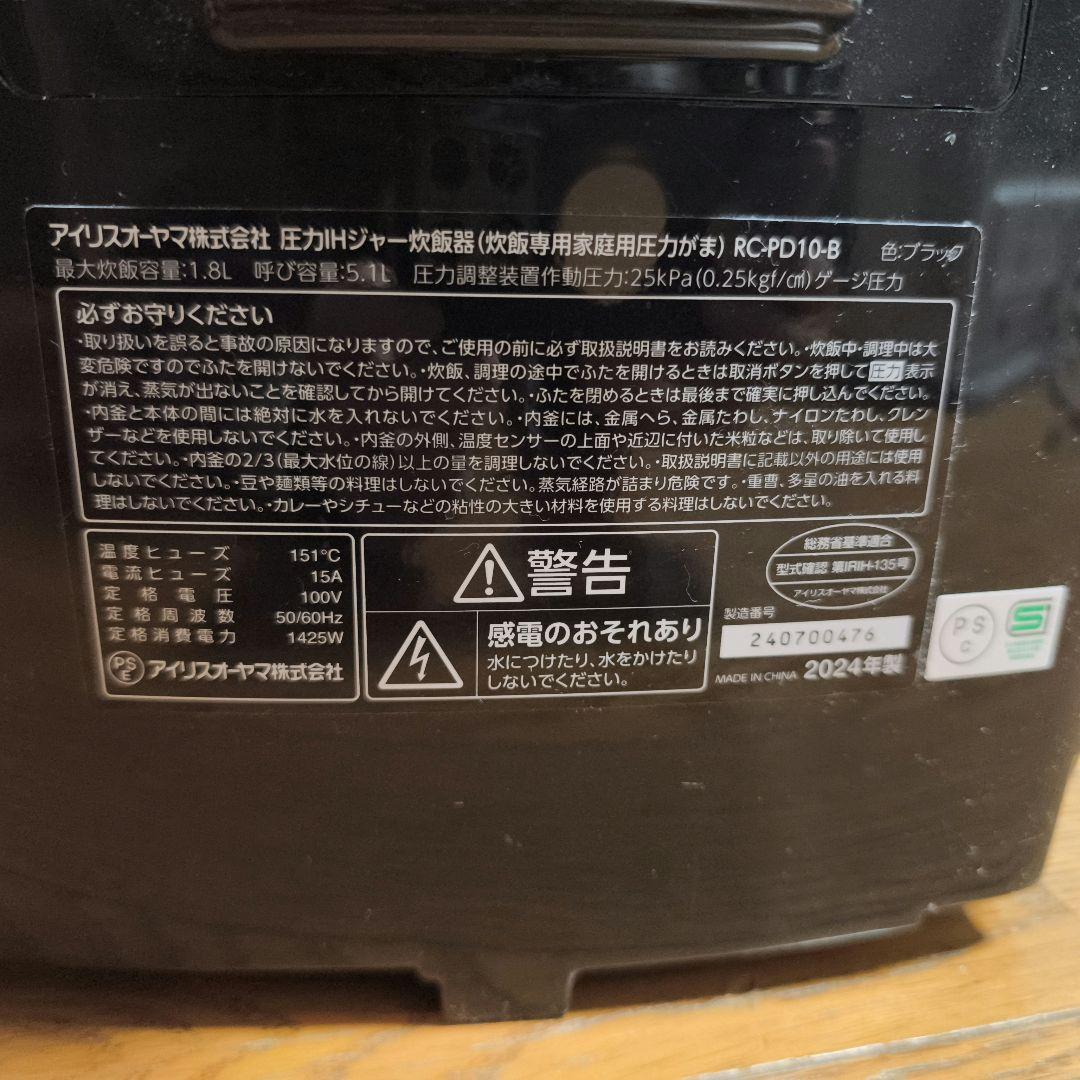 アイリスオーヤマ株式会社 圧力IHジャー炊飯器(炊飯専用家庭用圧力がま) RC-PD10-B 色:ブラック
最大炊飯容量:1.8L 呼び容量:5.1L 圧力調整装置作動圧力:25kPa(0.25kgf/c㎡)ゲージ圧力
必ずお守りください
・取り扱いを誤ると事故の原因になりますので、ご使用の前に必ず取扱説明書をお読みください。・炊飯中・調理中は大
変危険ですのでふたを開けないでください。・炊飯、調理の途中でふたを開けるときは取消ボタンを押して圧力表示
が消え、蒸気が出ないことを確認してから開けてください。・ふたを閉めるときは最後まで確実に押し込んでください。
・内釜と本体の間には絶対に水を入れないでください。・内釜には、金属へら、金属たわし、ナイロンたわし、クレン
ザーなどを使用しないでください。・内釜の外側、温度センサーの上面や近辺に付いた米粒などは、取り除いて使用し
てください。・内釜の2/3(最大水位の線)以上の量を調理しないでください。・取扱説明書に記載以外の用途には使用
しないでください。・豆や麺類等の料理はしないでください。蒸気経路が詰まり危険です。・重曹、多量の油を入れる料
理はしないでください。・カレーやシチューなどの粘性の大きい材料を使用する料理はしないでください。
温度ヒューズ 151℃
電流ヒューズ 15A
定格電圧 100V
定格周波数 50/60Hz
定格消費電力 1425W
PSE アイリスオーヤマ株式会社
警告
感電のおそれあり
水につけたり、水をかけたり
しないでください。
総務省基準適合
型式確認 第IRIH-135号
アイリスオーヤマ株式会社
製造番号
240700476
MADE IN CHINA 2024年製
PS
C